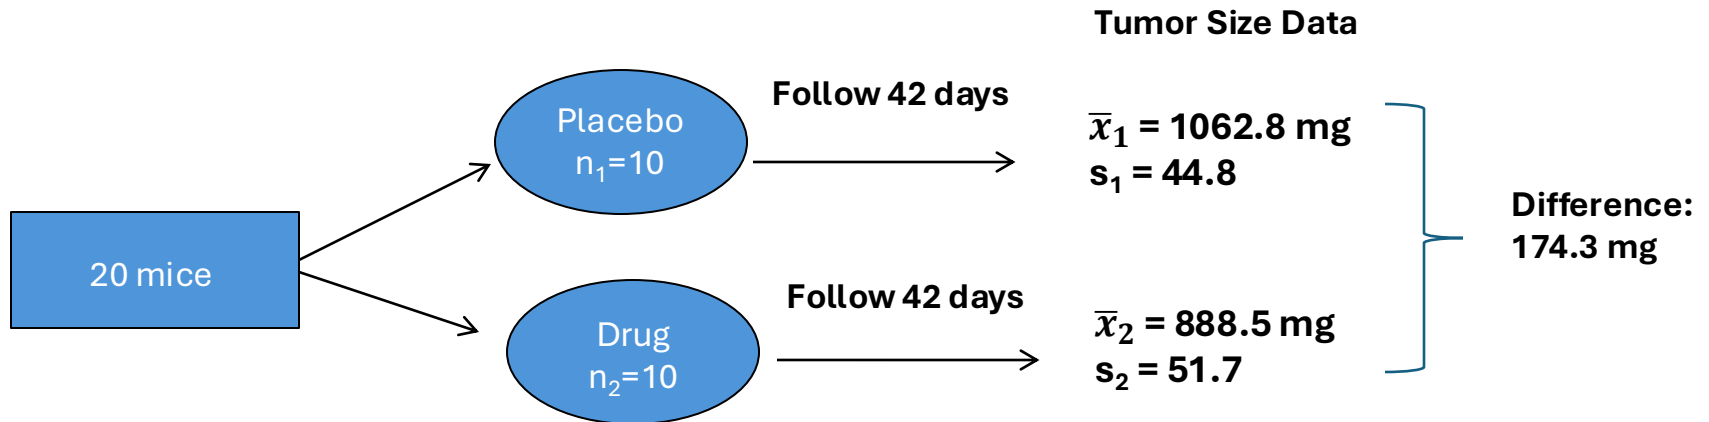 Tumor Size Data
20 mice
Placebo
n₁=10
Follow 42 days
x̅₁ = 1062.8 mg
s₁ = 44.8
Drug
n₂=10
Follow 42 days
x̅₂ = 888.5 mg
s₂ = 51.7
Difference:
174.3 mg